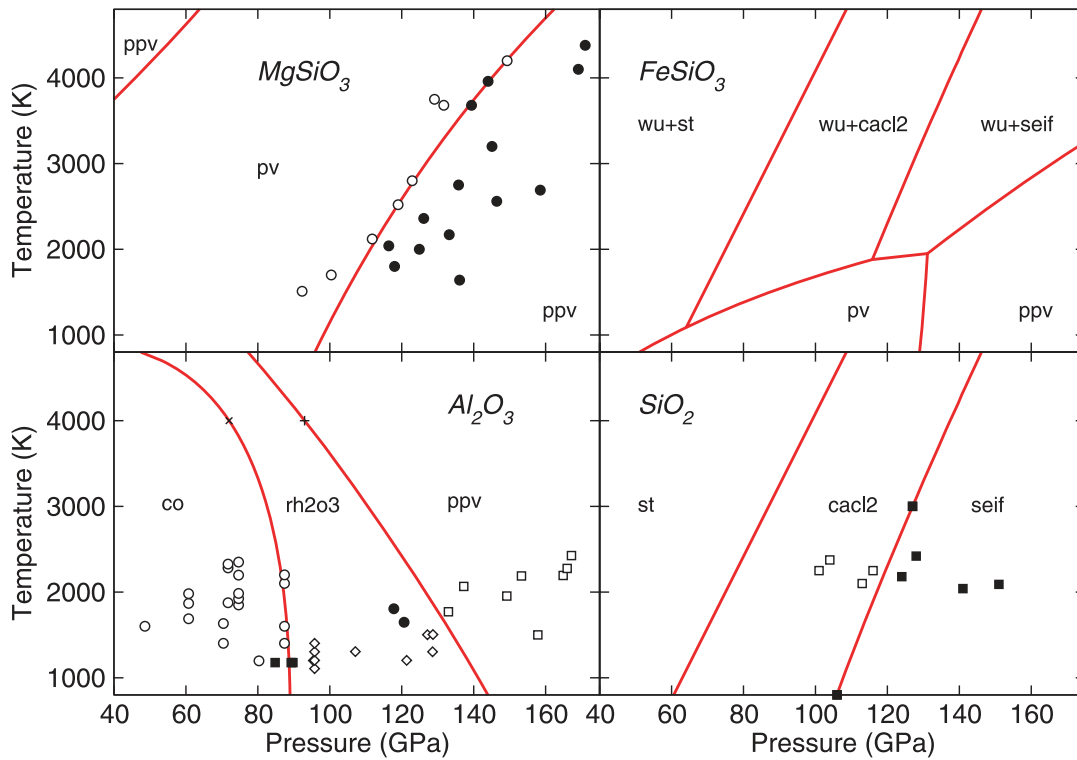 ppv
MgSiO3
FeSiO3
4000
wu+st
wu+cacl2
wu+seif
Temperature (K)
3000
pv
2000
ppv
pv
ppv
1000
Al2O3
SiO2
4000
co
rh2o3
ppv
st
cacl2
seif
Temperature (K)
3000
2000
1000
40
60
80
100
120
140
160
40
60
80
100
120
140
160
Pressure (GPa)
Pressure (GPa)